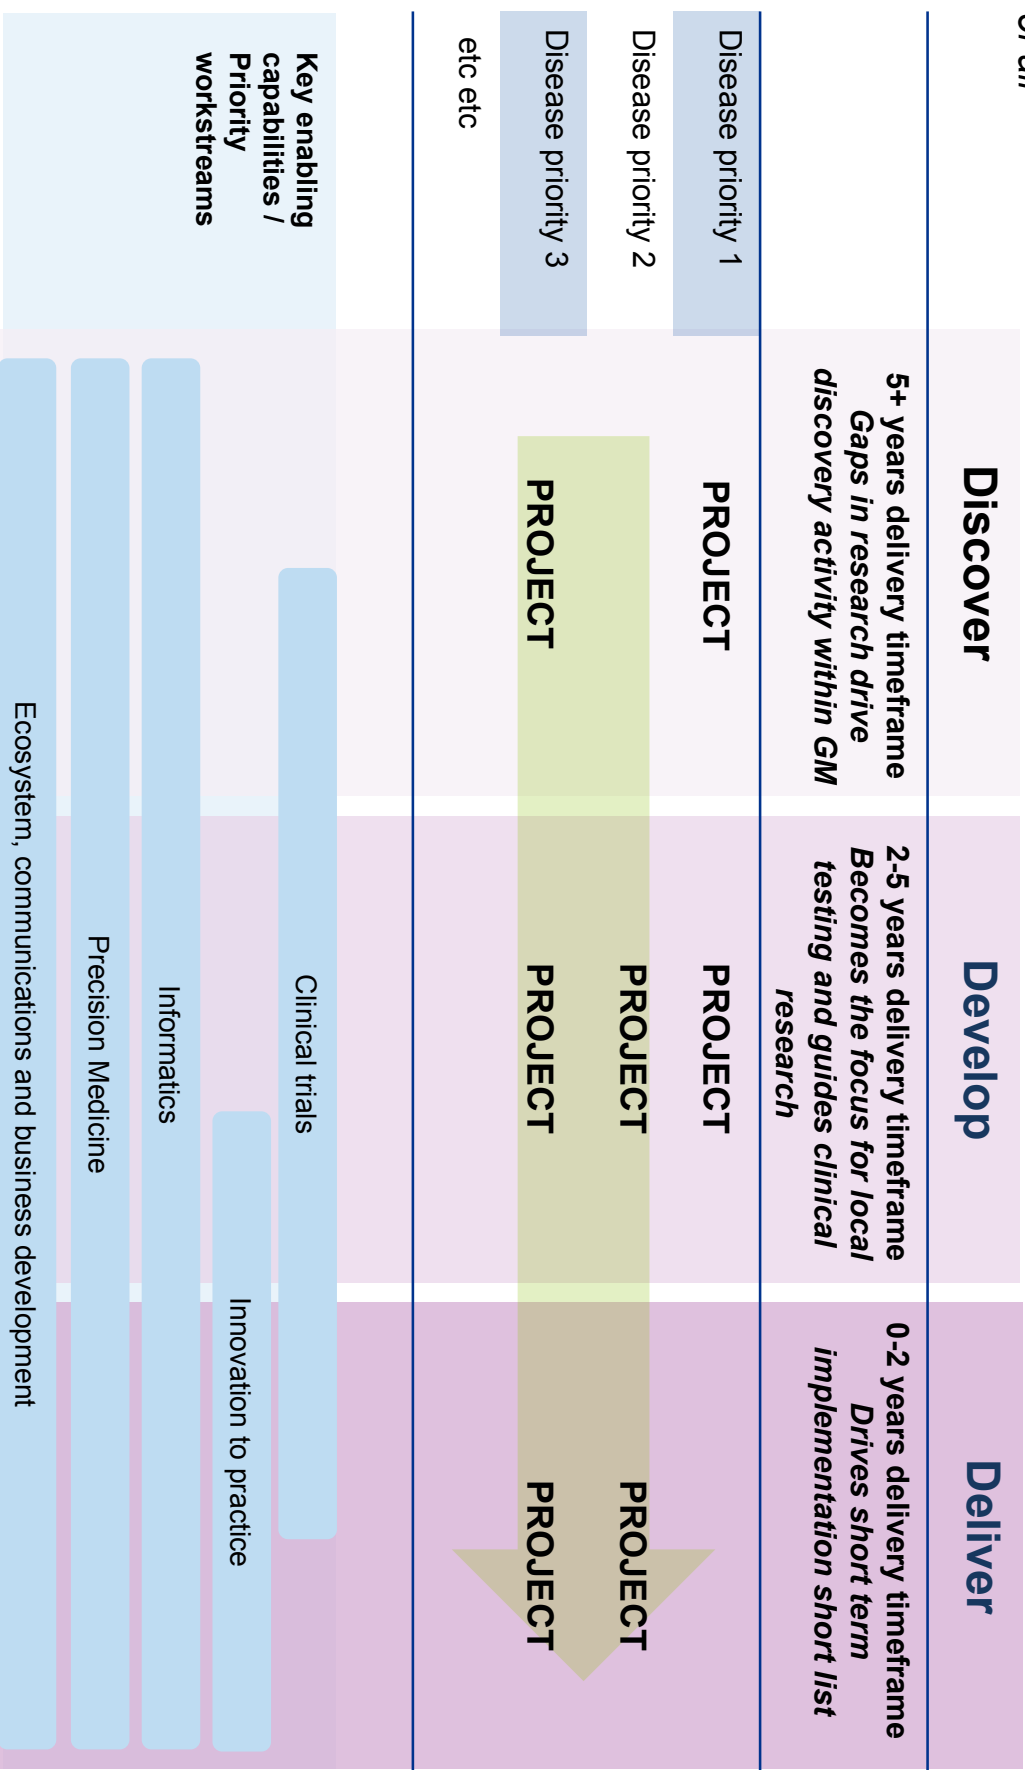 Discover
Develop
Deliver
5+ years delivery timeframe
Gaps in research drive
discovery activity within GM
2-5 years delivery timeframe
Becomes the focus for local
testing and guides clinical
research
0-2 years delivery timeframe
Drives short term
implementation short list
Disease priority 1
PROJECT
PROJECT
Disease priority 2
PROJECT
PROJECT
Disease priority 3
PROJECT
PROJECT
PROJECT
etc etc
Key enabling
capabilities /
Priority
workstreams
Clinical trials
Innovation to practice
Informatics
Precision Medicine
Ecosystem, communications and business development